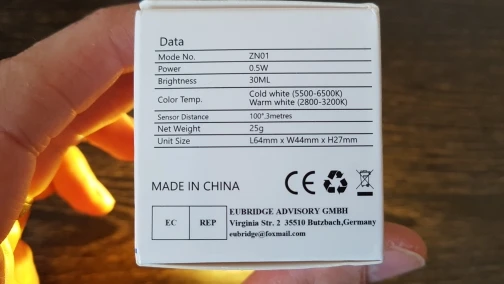 Data
Model No. ZN01
Power 0.5W
Brightness 30ML
Color Temp. Cold white (5500-6500K)
Warm white (2800-3200K)
Sensor Distance 100°.3metres
Net Weight 25g
Unit Size L64mm x W44mm x H27mm
MADE IN CHINA CE
EC REP
EUBRIDGE ADVISORY GMBH
Virginia Str. 2 35510 Butzbach,Germany
eubridge@foxmail.com